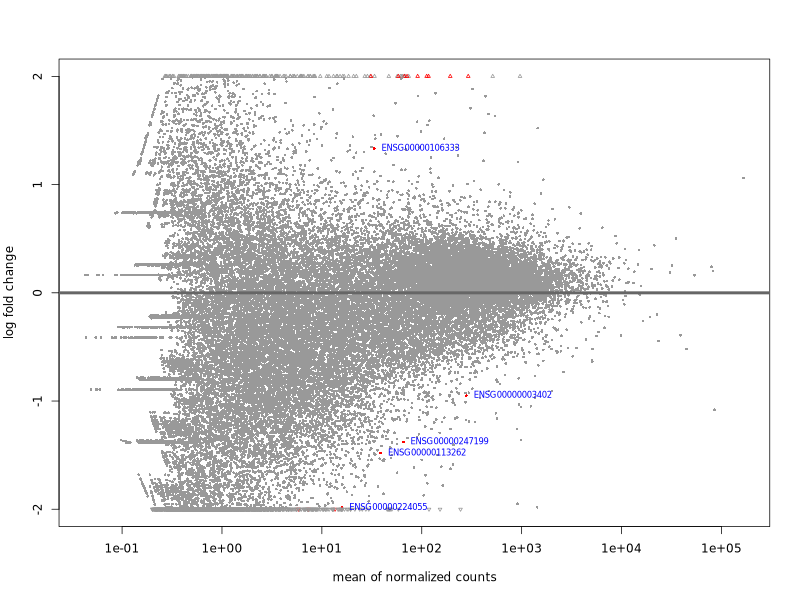 2
1
0
-1
-2
log fold change
ENSG00000106333
ENSG00000003402
ENSG00000247199
ENSG00000113262
ENSG00000224055
1e-01 1e+00 1e+01 1e+02 1e+03 1e+04 1e+05
mean of normalized counts